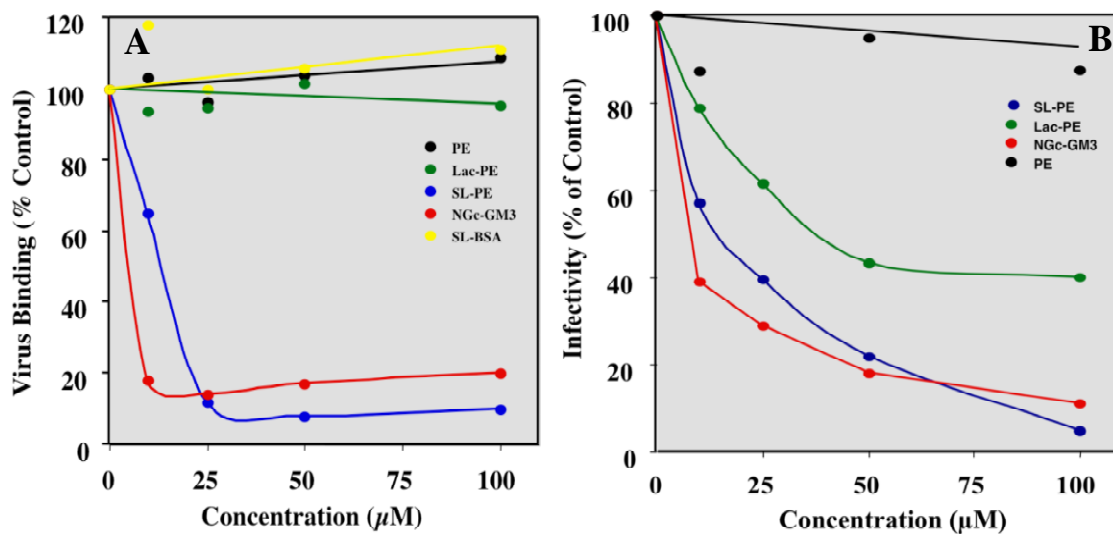 A
120
100
80
60
40
20
0
Virus Binding (% Control)
PE
Lac-PE
SL-PE
NGc-GM3
SL-BSA
0 25 50 75 100
Concentration (µM)
B
100
80
60
40
20
0
Infectivity (% of Control)
SL-PE
Lac-PE
NGc-GM3
PE
0 25 50 75 100
Concentration (µM)